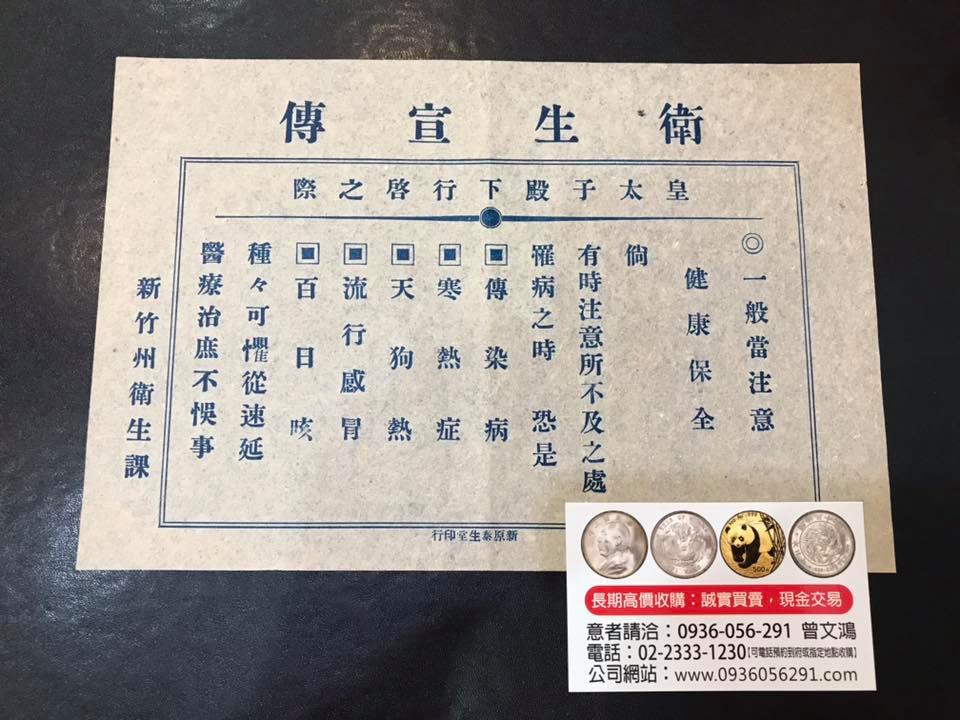 衛生宣傳
皇太子殿下行啓之際
◎一般當注意
健康保全
倘
有時注意所不及之處
罹病之時　恐是
▣傳染病
▣寒熱症
▣天狗熱
▣流行感冒
▣百日咳
種々可懼從速延
醫療治庶不悞事
新竹州衛生課
新原泰生堂印行
長期高價收購：誠實買賣，現金交易
意者請洽：0936-056-291 曾文鴻
電話：02-2333-1230【可電話預約到府或指定地點收購】
公司網站：www.0936056291.com